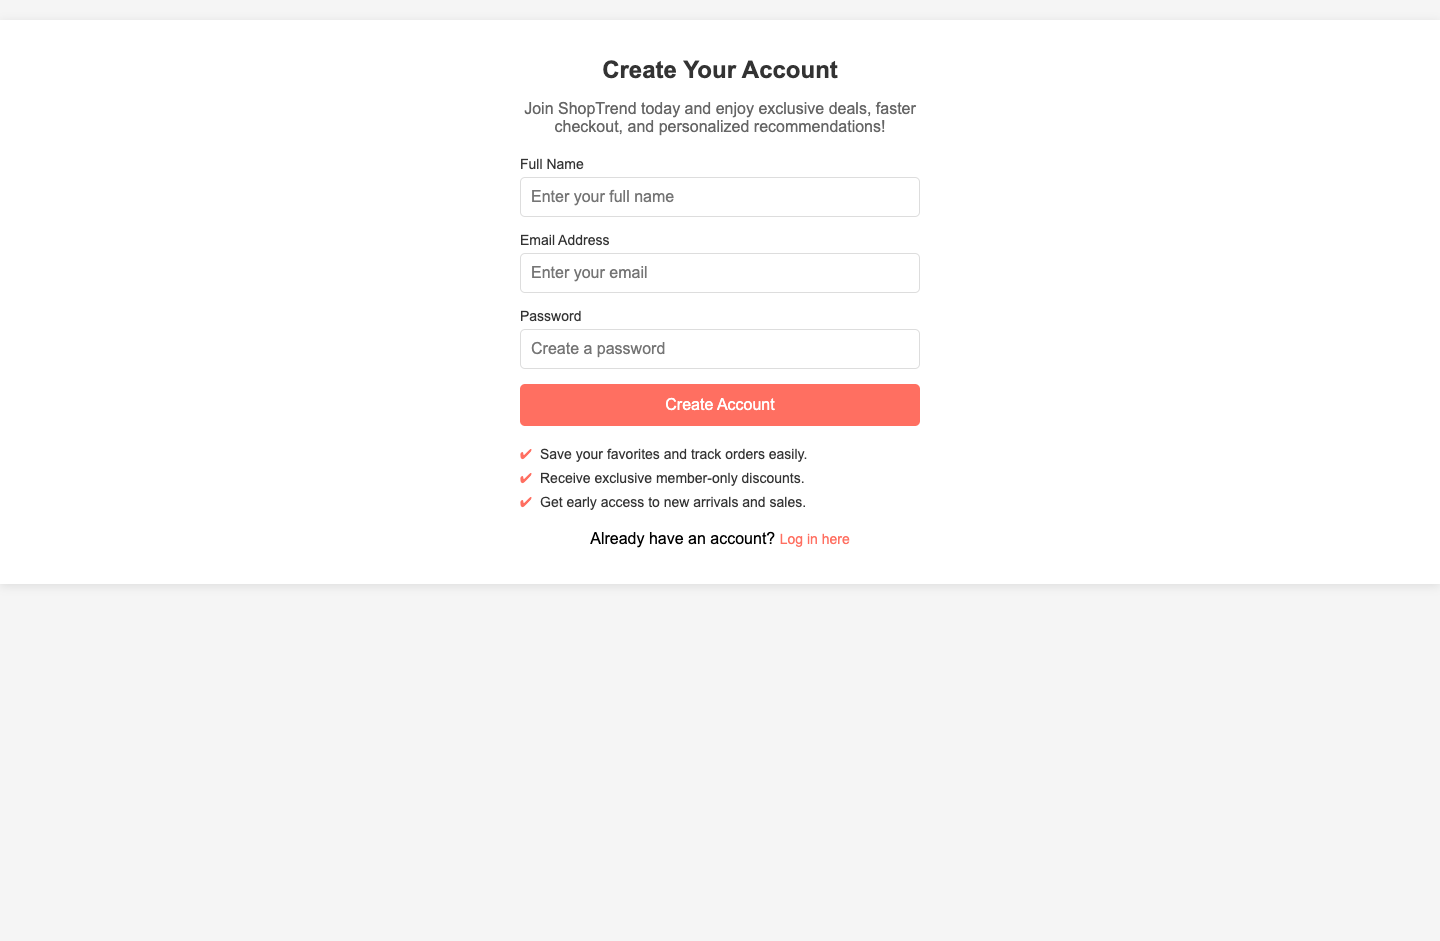 Create Your Account
Join ShopTrend today and enjoy exclusive deals, faster
checkout, and personalized recommendations!
Full Name
Enter your full name
Email Address
Enter your email
Password
Create a password
Create Account
✔ Save your favorites and track orders easily.
✔ Receive exclusive member-only discounts.
✔ Get early access to new arrivals and sales.
Already have an account? Log in here